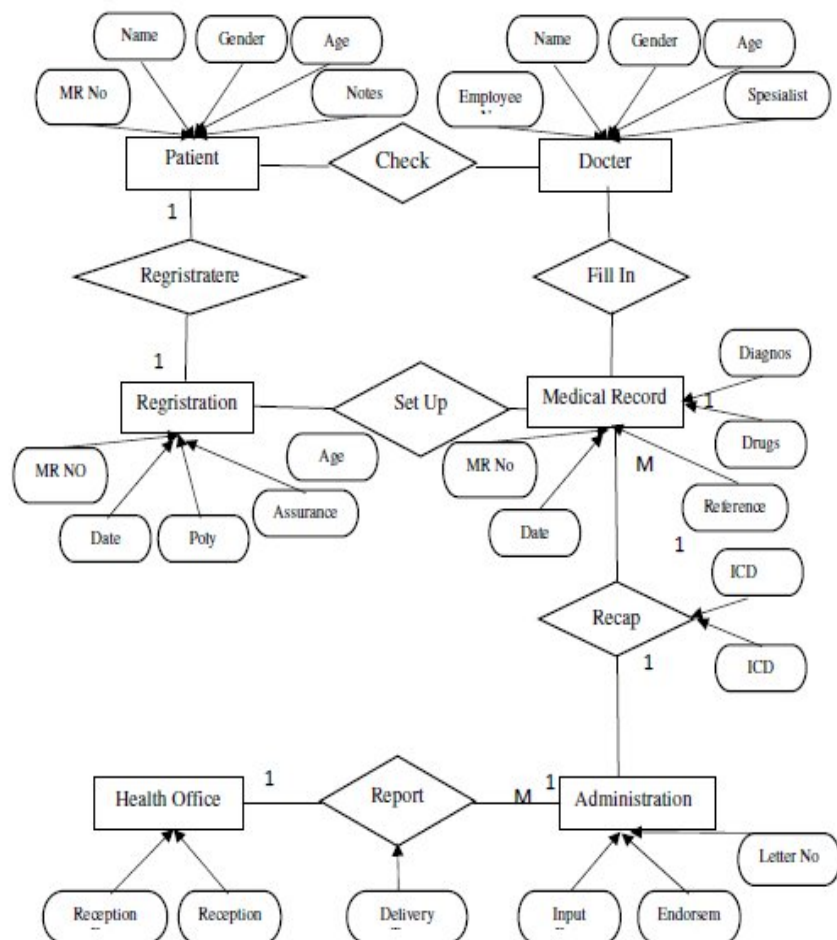 Name
Gender
Age
Name
Gender
Age
MR No
Notes
Employee
Spesialist
Patient
Check
Docter
1
Regristratere
Fill In
1
Diagnos
Regristration
Set Up
Medical Record
1
Age
Drugs
MR NO
MR No
M
Assurance
Reference
Date
Poly
Date
1
ICD
Recap
1
ICD
Health Office
1
Report
M
1
Administration
Letter No
Reception
Reception
Delivery
Input
Endorsem